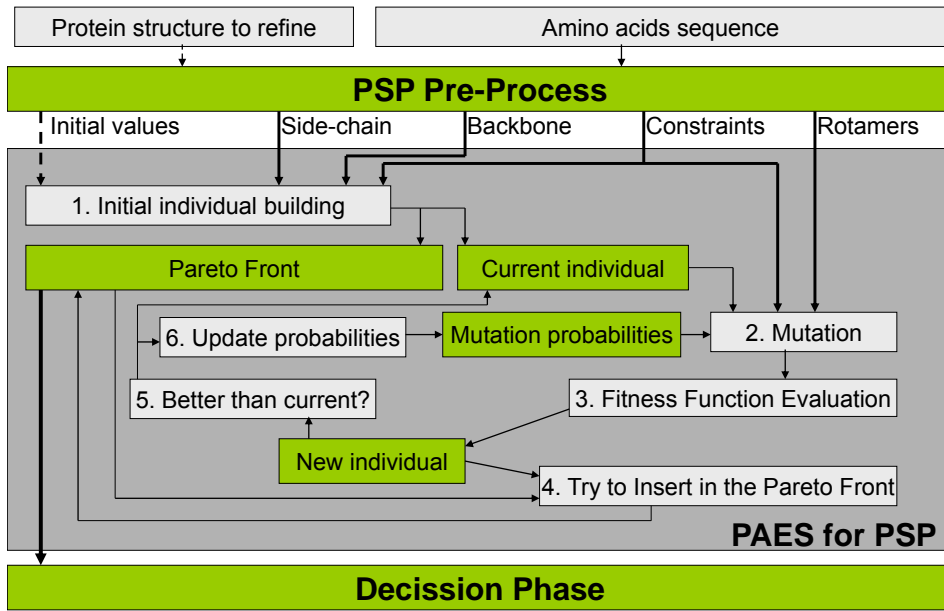 Protein structure to refine
Amino acids sequence
PSP Pre-Process
Initial values
Side-chain
Backbone
Constraints
Rotamers
1. Initial individual building
Pareto Front
Current individual
6. Update probabilities
Mutation probabilities
2. Mutation
5. Better than current?
3. Fitness Function Evaluation
New individual
4. Try to Insert in the Pareto Front
PAES for PSP
Decission Phase